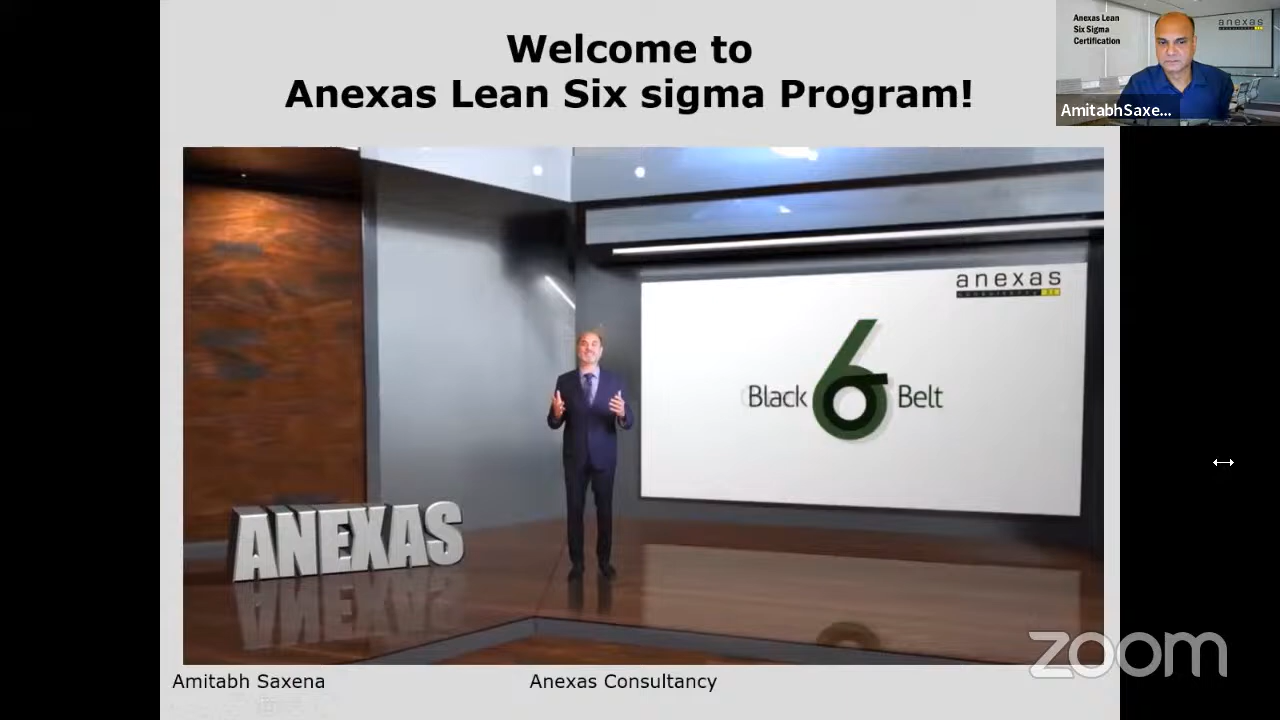 Welcome to
Anexas Lean Six sigma Program!
Anexas Lean
Six Sigma
Certification
anexas
AmitabhSaxe...
anexas
Black 6 Belt
ANEXAS
zoom
Amitabh Saxena
Anexas Consultancy